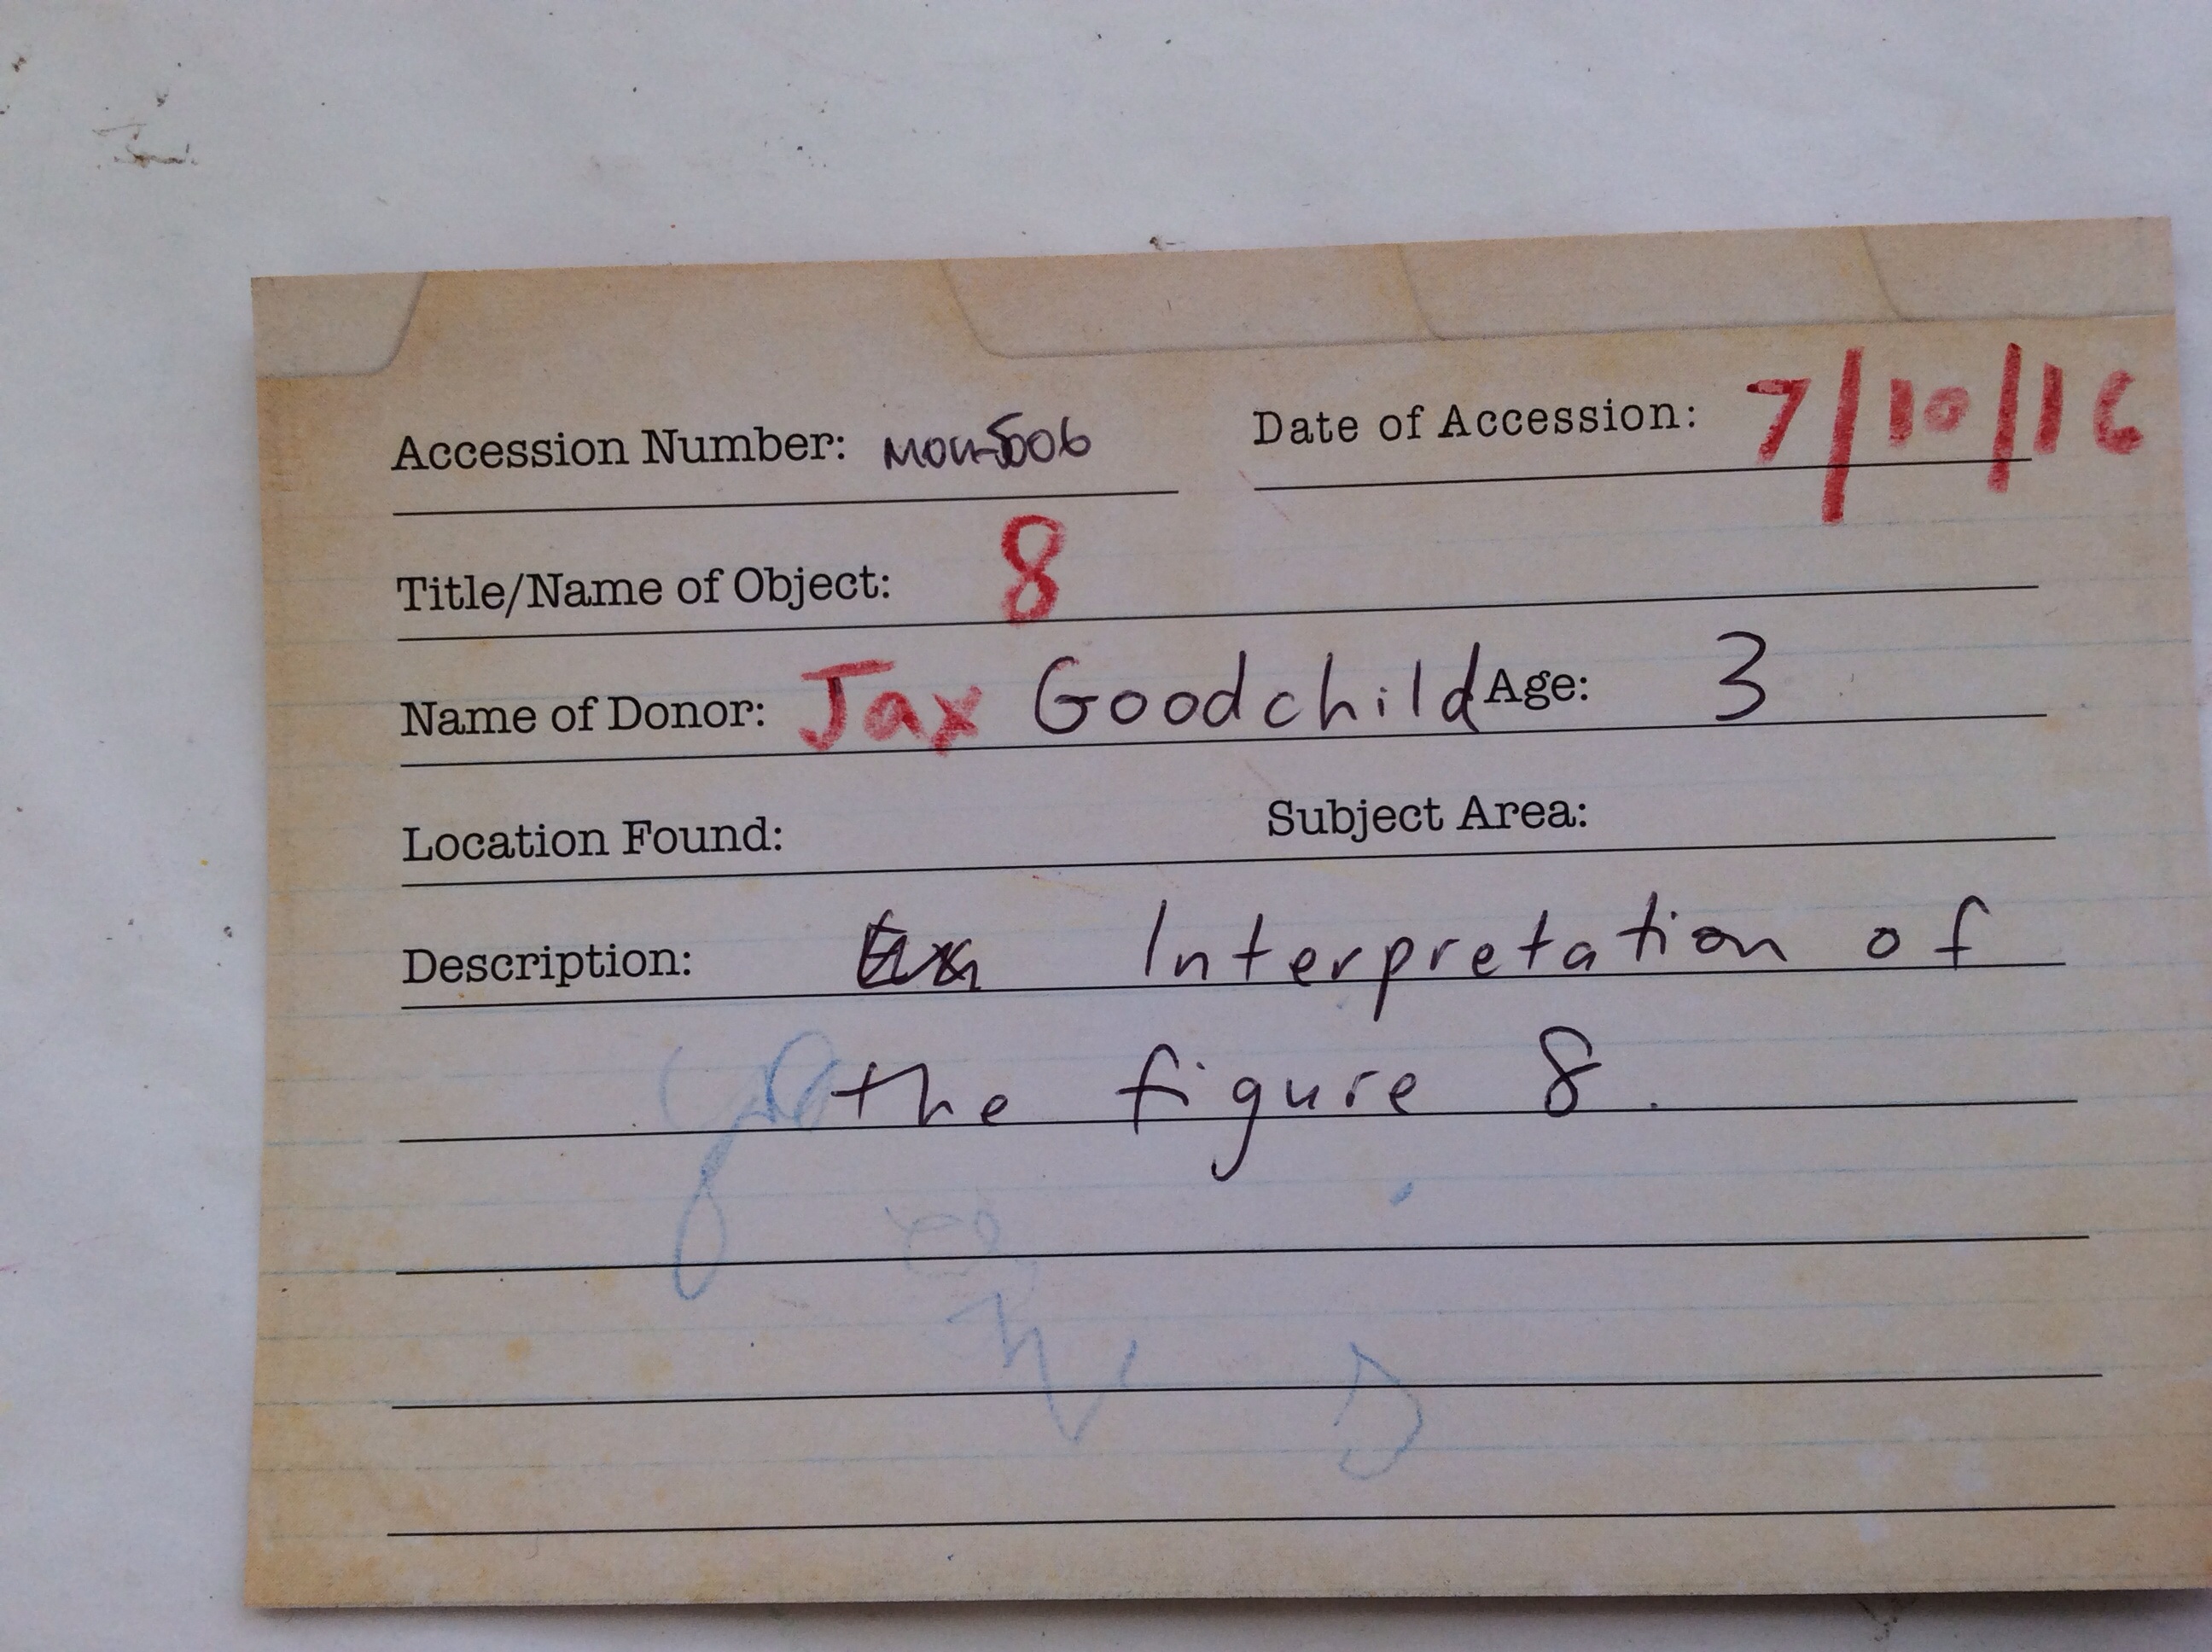 Accession Number: MOU-5006 Date of Accession: 7/10/16
Title/Name of Object: 8
Name of Donor: Jax Goodchild Age: 3
Location Found: Subject Area:
Description: Interpretation of
the figure 8.